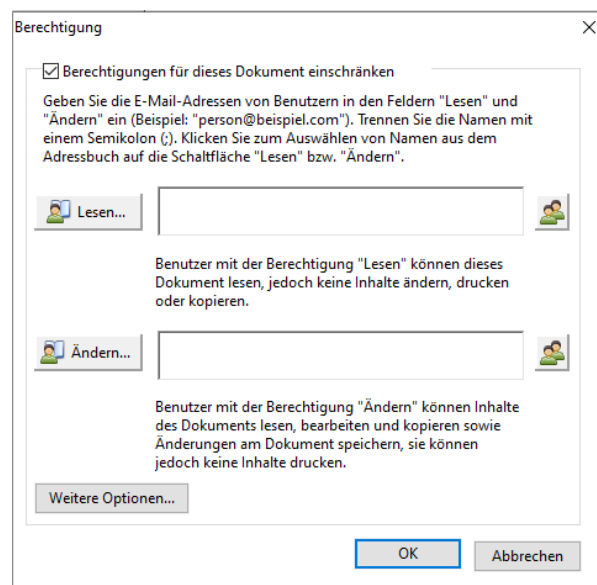 Berechtigung
Berechtigungen für dieses Dokument einschränken
Geben Sie die E-Mail-Adressen von Benutzern in den Feldern "Lesen" und
"Ändern" ein (Beispiel: "person@beispiel.com"). Trennen Sie die Namen mit
einem Semikolon (;). Klicken Sie zum Auswählen von Namen aus dem
Adressbuch auf die Schaltfläche "Lesen" bzw. "Ändern".
Lesen...
Benutzer mit der Berechtigung "Lesen" können dieses
Dokument lesen, jedoch keine Inhalte ändern, drucken
oder kopieren.
Ändern...
Benutzer mit der Berechtigung "Ändern" können Inhalte
des Dokuments lesen, bearbeiten und kopieren sowie
Änderungen am Dokument speichern, sie können
jedoch keine Inhalte drucken.
Weitere Optionen...
OK
Abbrechen